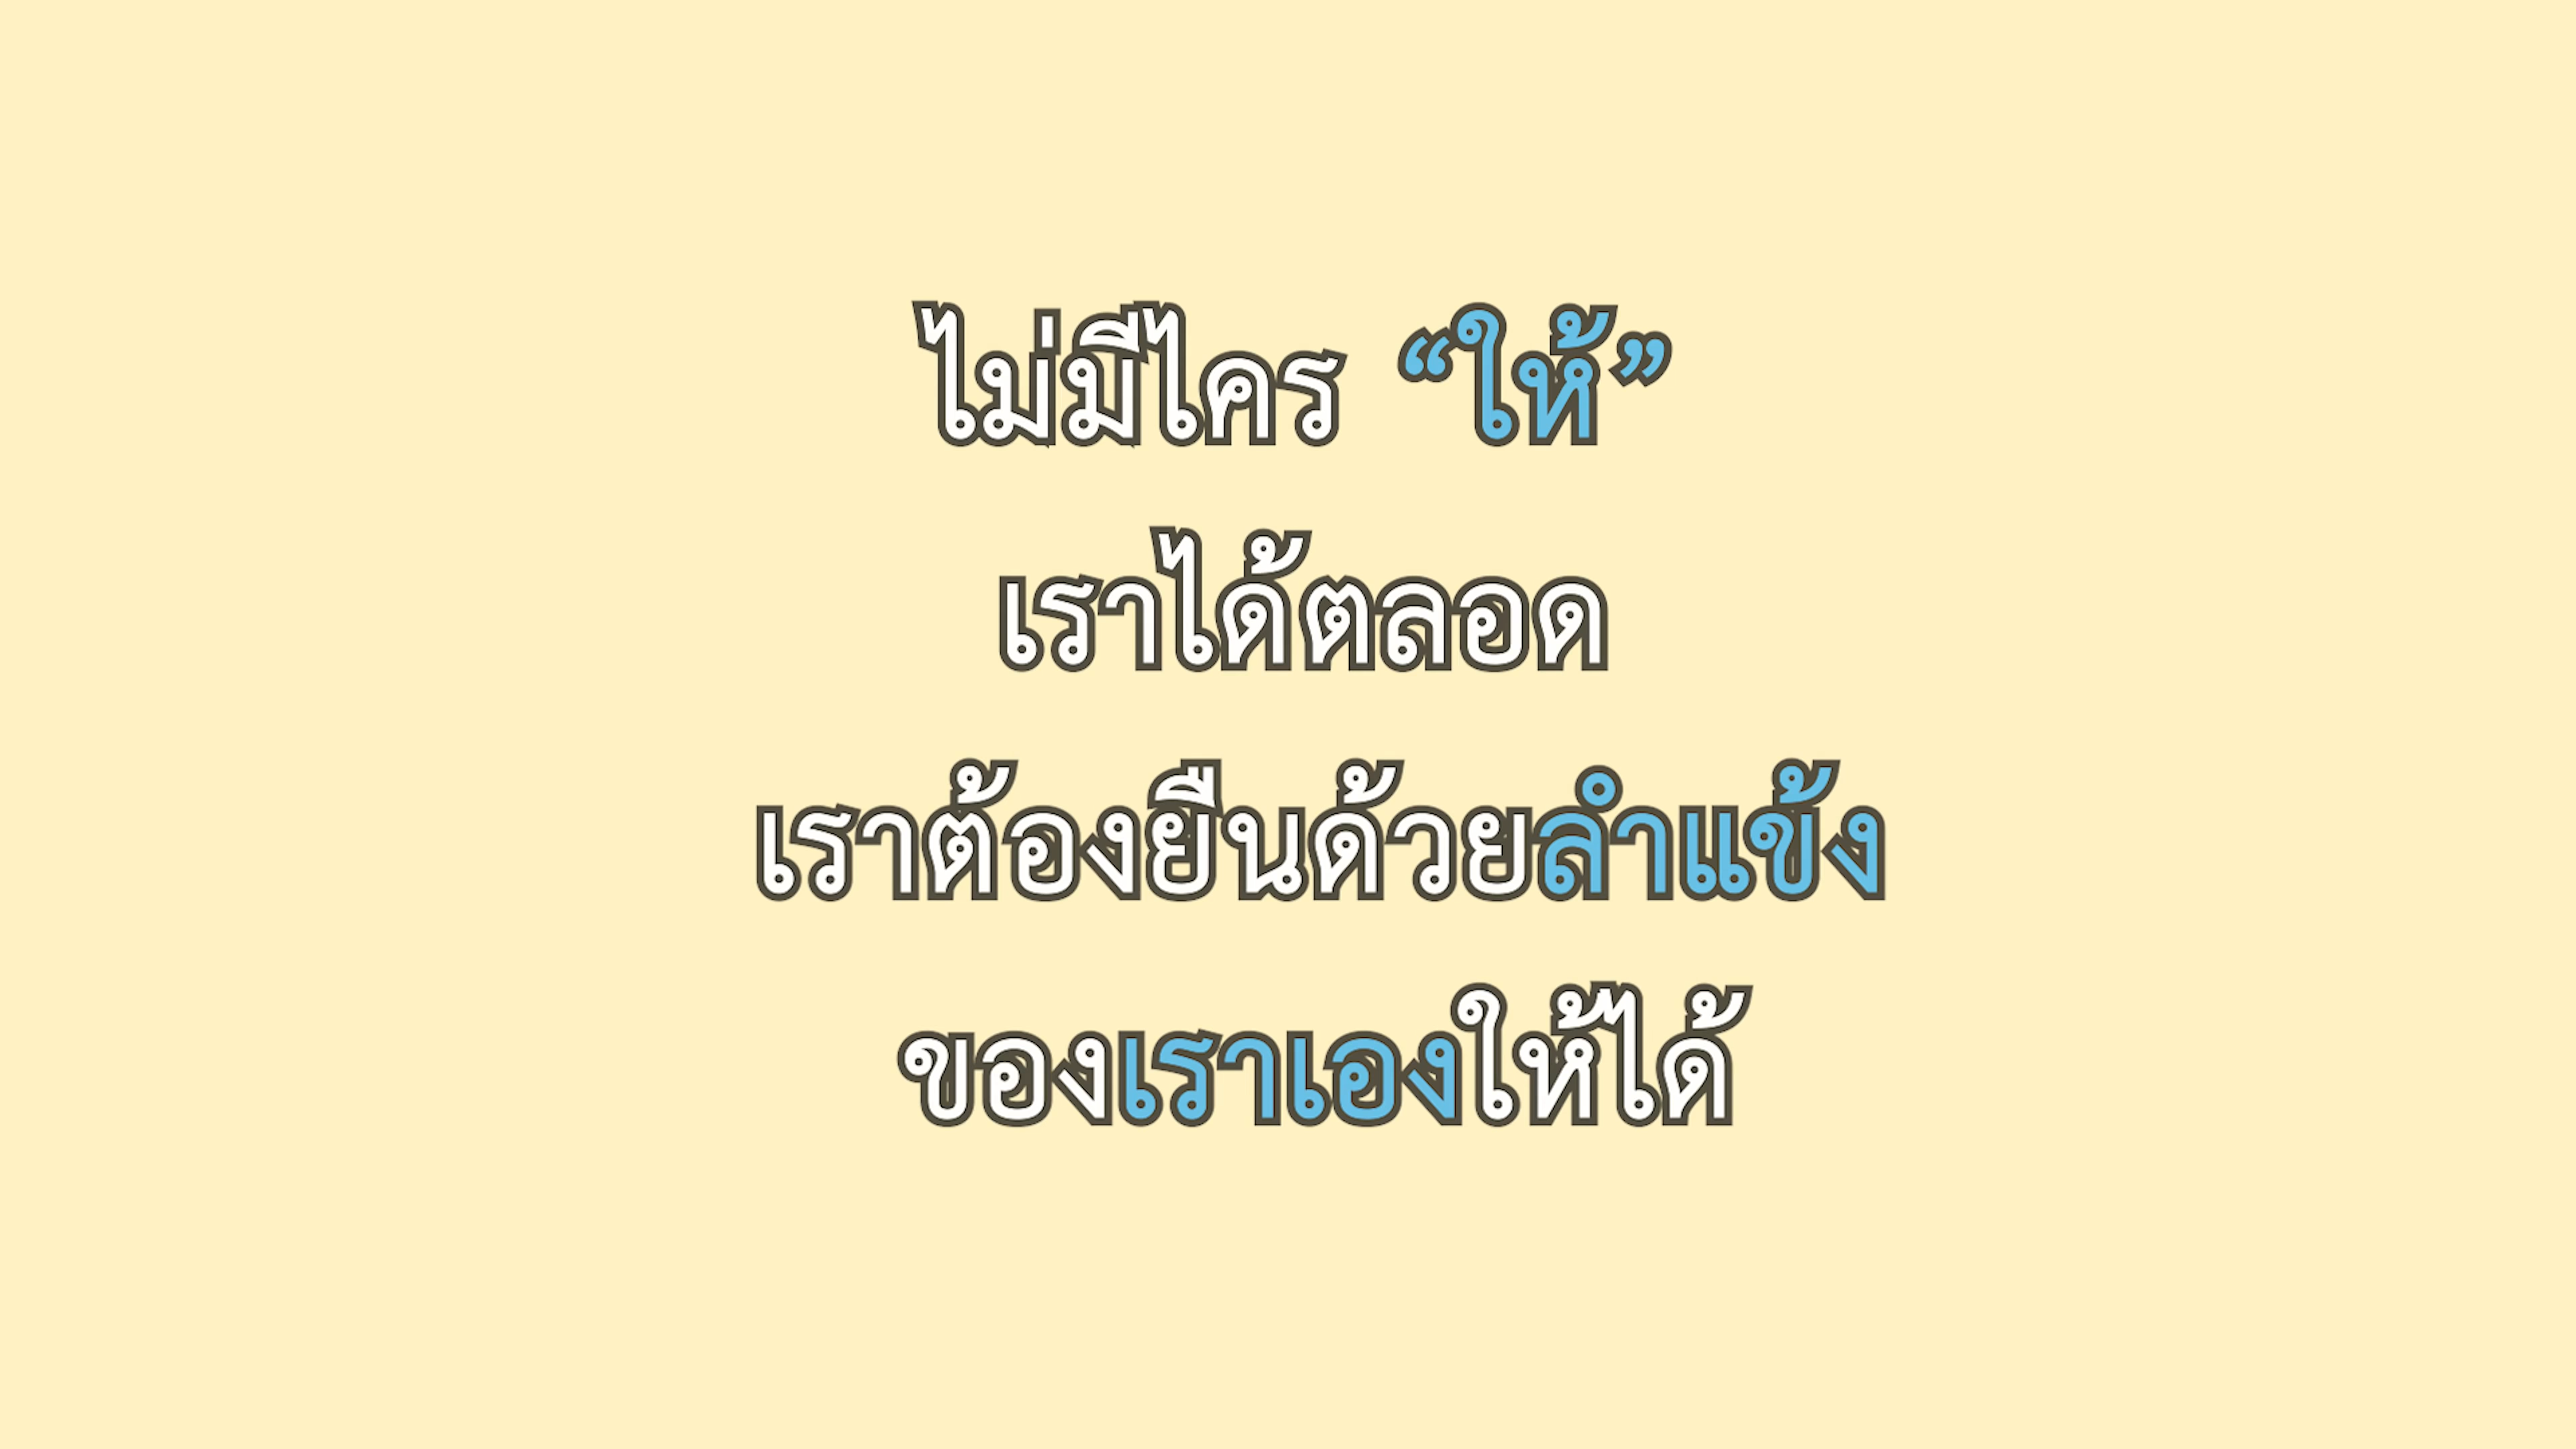 ไม่มีไคร “ให้”
เราได้ตลอด
เราต้องยืนด้วยลำแข้ง
ของเราเองให้ได้